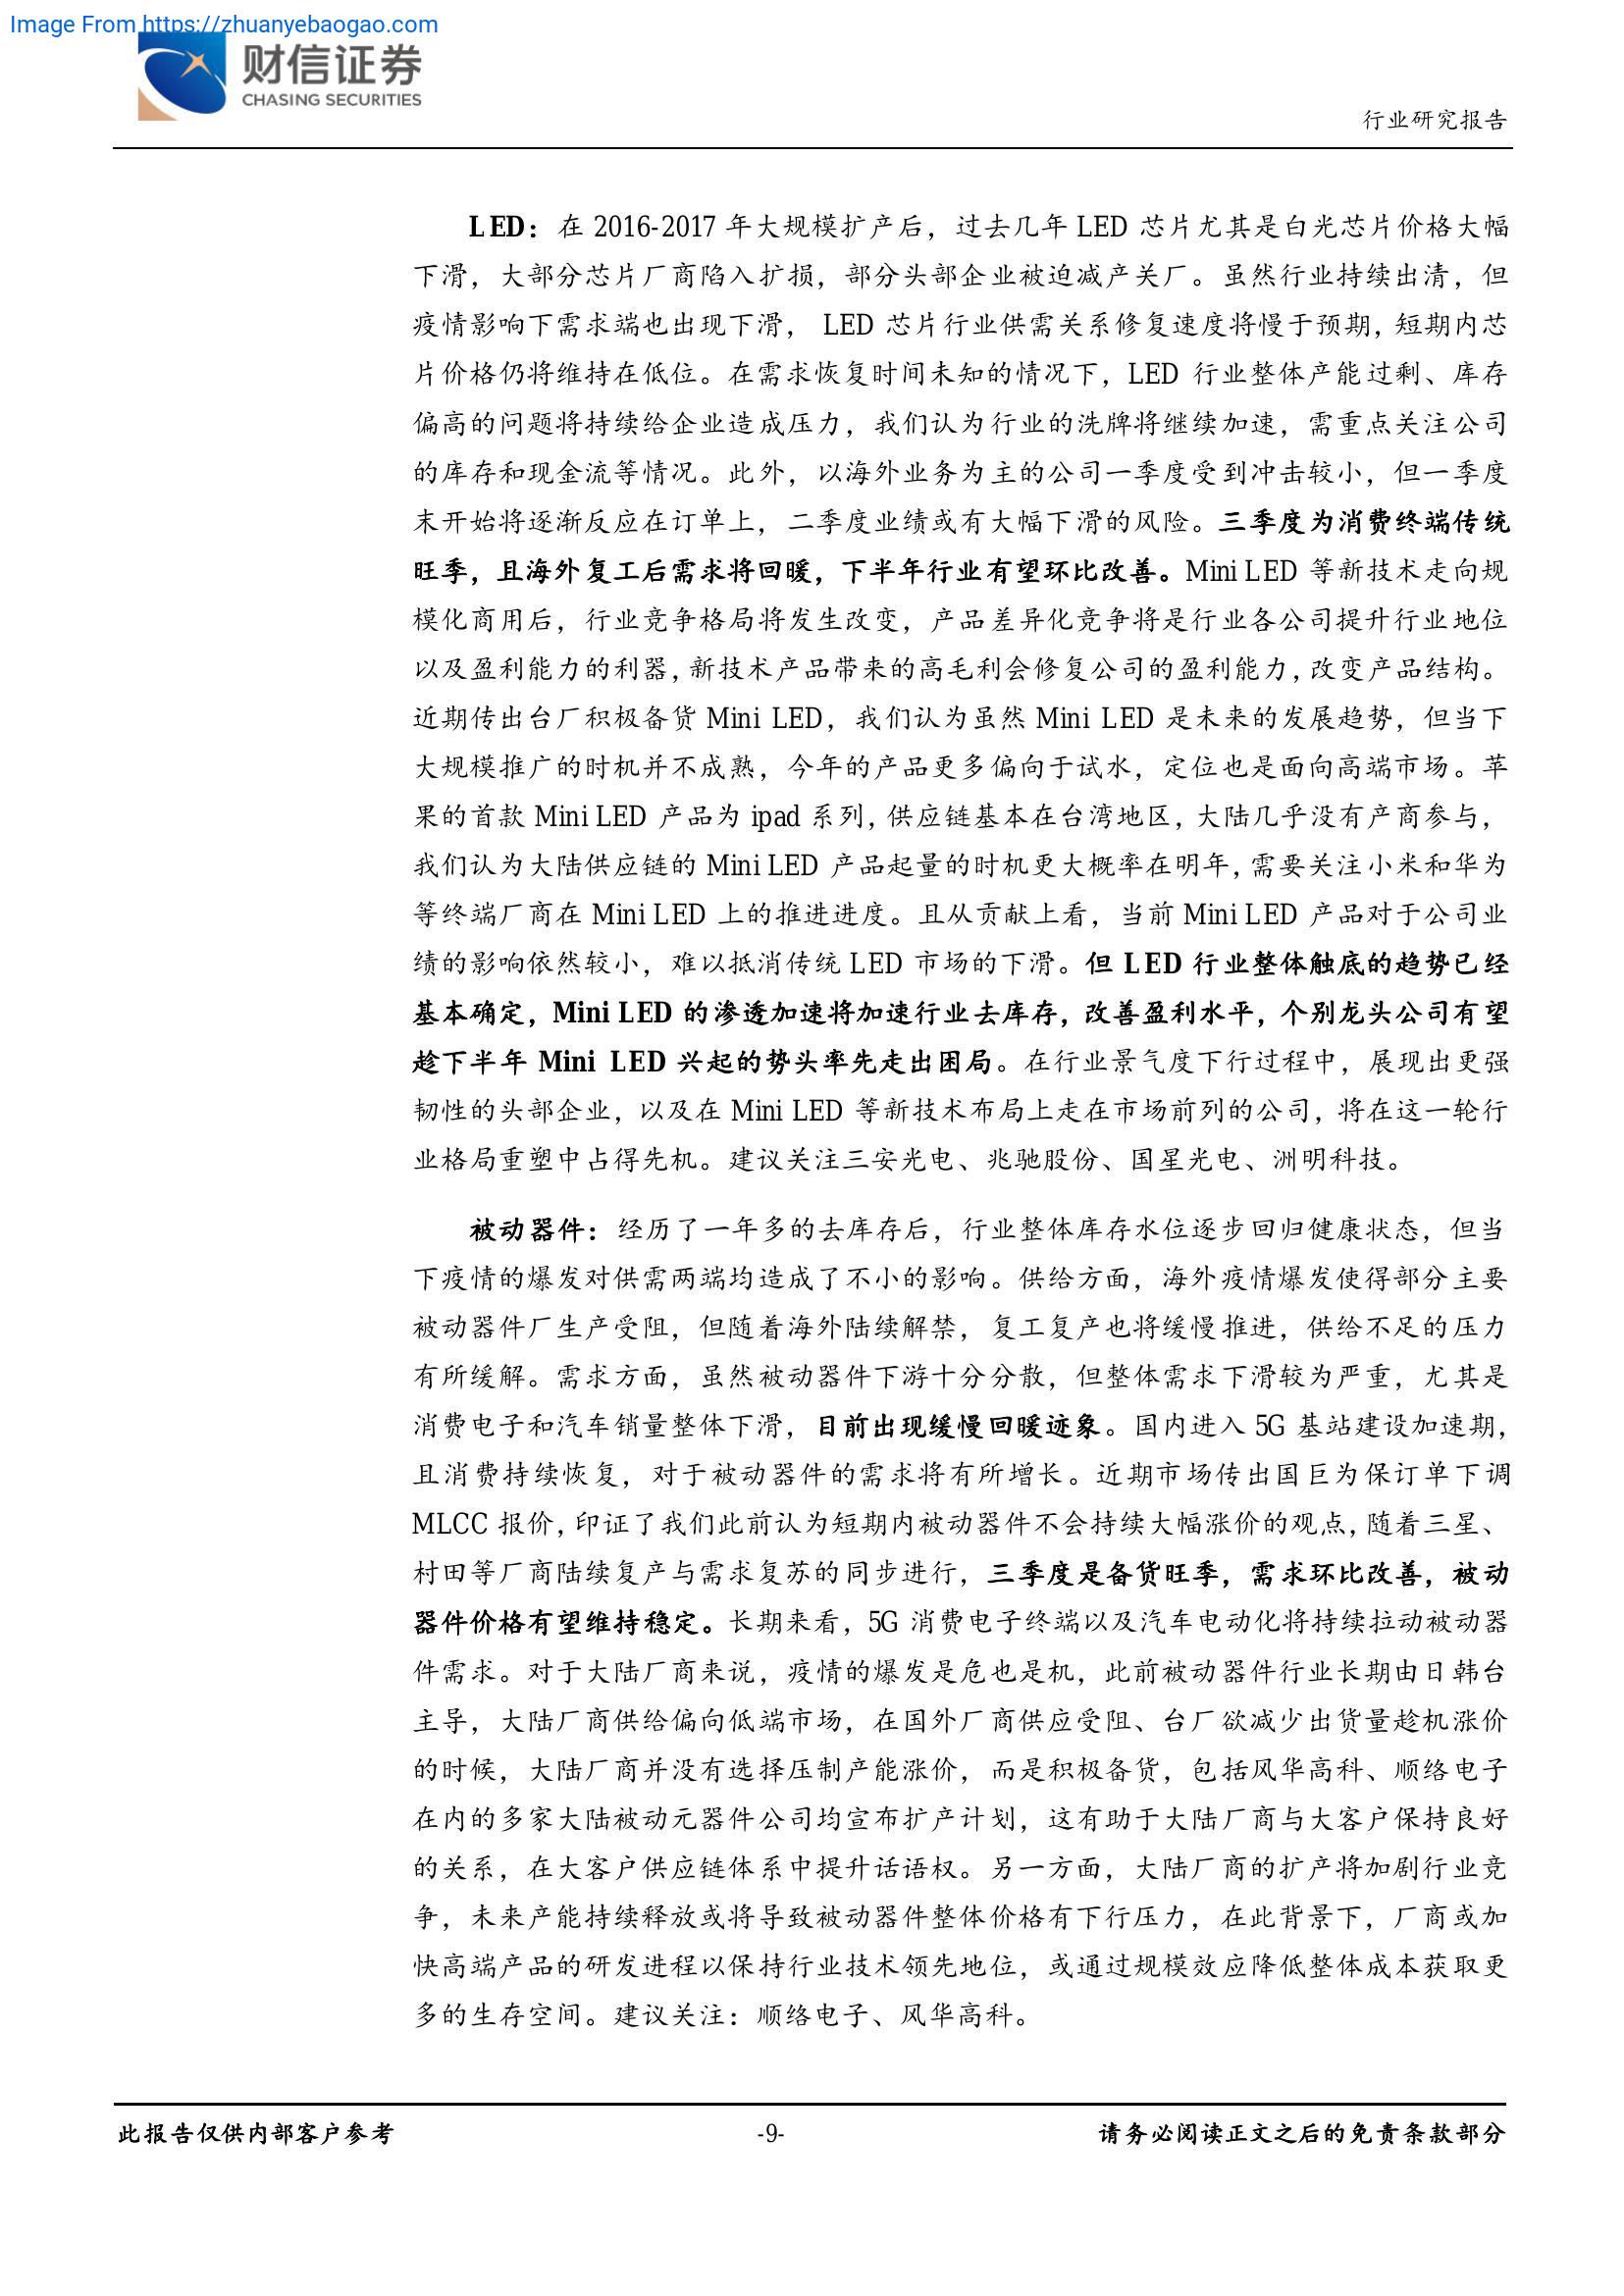 Image From https://zhuanyebaogao.com
财信证券
CHASING SECURITIES
行业研究报告
LED：在 2016-2017 年大规模扩产后，过去几年 LED 芯片尤其是白光芯片价格大幅
下滑，大部分芯片厂商陷入扩损，部分头部企业被迫减产关厂。虽然行业持续出清，但
疫情影响下需求端也出现下滑， LED 芯片行业供需关系修复速度将慢于预期，短期内芯
片价格仍将维持在低位。在需求恢复时间未知的情况下，LED 行业整体产能过剩、库存
偏高的问题将持续给企业造成压力，我们认为行业的洗牌将继续加速，需重点关注公司
的库存和现金流等情况。此外，以海外业务为主的公司一季度受到冲击较小，但一季度
末开始将逐渐反应在订单上，二季度业绩或有大幅下滑的风险。三季度为消费终端传统
旺季，且海外复工后需求将回暖，下半年行业有望环比改善。Mini LED 等新技术走向规
模化商用后，行业竞争格局将发生改变，产品差异化竞争将是行业各公司提升行业地位
以及盈利能力的利器，新技术产品带来的高毛利会修复公司的盈利能力，改变产品结构。
近期传出台厂积极备货 Mini LED，我们认为虽然 Mini LED 是未来的发展趋势，但当下
大规模推广的时机并不成熟，今年的产品更多偏向于试水，定位也是面向高端市场。苹
果的首款 Mini LED 产品为 ipad 系列，供应链基本在台湾地区，大陆几乎没有产商参与，
我们认为大陆供应链的 Mini LED 产品起量的时机更大概率在明年，需要关注小米和华为
等终端厂商在 Mini LED 上的推进进度。且从贡献上看，当前 Mini LED 产品对于公司业
绩的影响依然较小，难以抵消传统 LED 市场的下滑。但 LED 行业整体触底的趋势已经
基本确定，Mini LED 的渗透加速将加速行业去库存，改善盈利水平，个别龙头公司有望
趁下半年 Mini LED 兴起的势头率先走出困局。在行业景气度下行过程中，展现出更强
韧性的头部企业，以及在 Mini LED 等新技术布局上走在市场前列的公司，将在这一轮行
业格局重塑中占得先机。建议关注三安光电、兆驰股份、国星光电、洲明科技。
被动器件：经历了一年多的去库存后，行业整体库存水位逐步回归健康状态，但当
下疫情的爆发对供需两端均造成了不小的影响。供给方面，海外疫情爆发使得部分主要
被动器件厂生产受阻，但随着海外陆续解禁，复工复产也将缓慢推进，供给不足的压力
有所缓解。需求方面，虽然被动器件下游十分分散，但整体需求下滑较为严重，尤其是
消费电子和汽车销量整体下滑，目前出现缓慢回暖迹象。国内进入 5G 基站建设加速期，
且消费持续恢复，对于被动器件的需求将有所增长。近期市场传出国巨为保订单下调
MLCC 报价，印证了我们此前认为短期内被动器件不会持续大幅涨价的观点，随着三星、
村田等厂商陆续复产与需求复苏的同步进行，三季度是备货旺季，需求环比改善，被动
器件价格有望维持稳定。长期来看，5G 消费电子终端以及汽车电动化将持续拉动被动器
件需求。对于大陆厂商来说，疫情的爆发是危也是机，此前被动器件行业长期由日韩台
主导，大陆厂商供给偏向低端市场，在国外厂商供应受阻、台厂欲减少出货量趁机涨价
的时候，大陆厂商并没有选择压制产能涨价，而是积极备货，包括风华高科、顺络电子
在内的多家大陆被动元器件公司均宣布扩产计划，这有助于大陆厂商与大客户保持良好
的关系，在大客户供应链体系中提升话语权。另一方面，大陆厂商的扩产将加剧行业竞
争，未来产能持续释放或将导致被动器件整体价格有下行压力，在此背景下，厂商或加
快高端产品的研发进程以保持行业技术领先地位，或通过规模效应降低整体成本获取更
多的生存空间。建议关注：顺络电子、风华高科。
此报告仅供内部客户参考
-9-
请务必阅读正文之后的免责条款部分